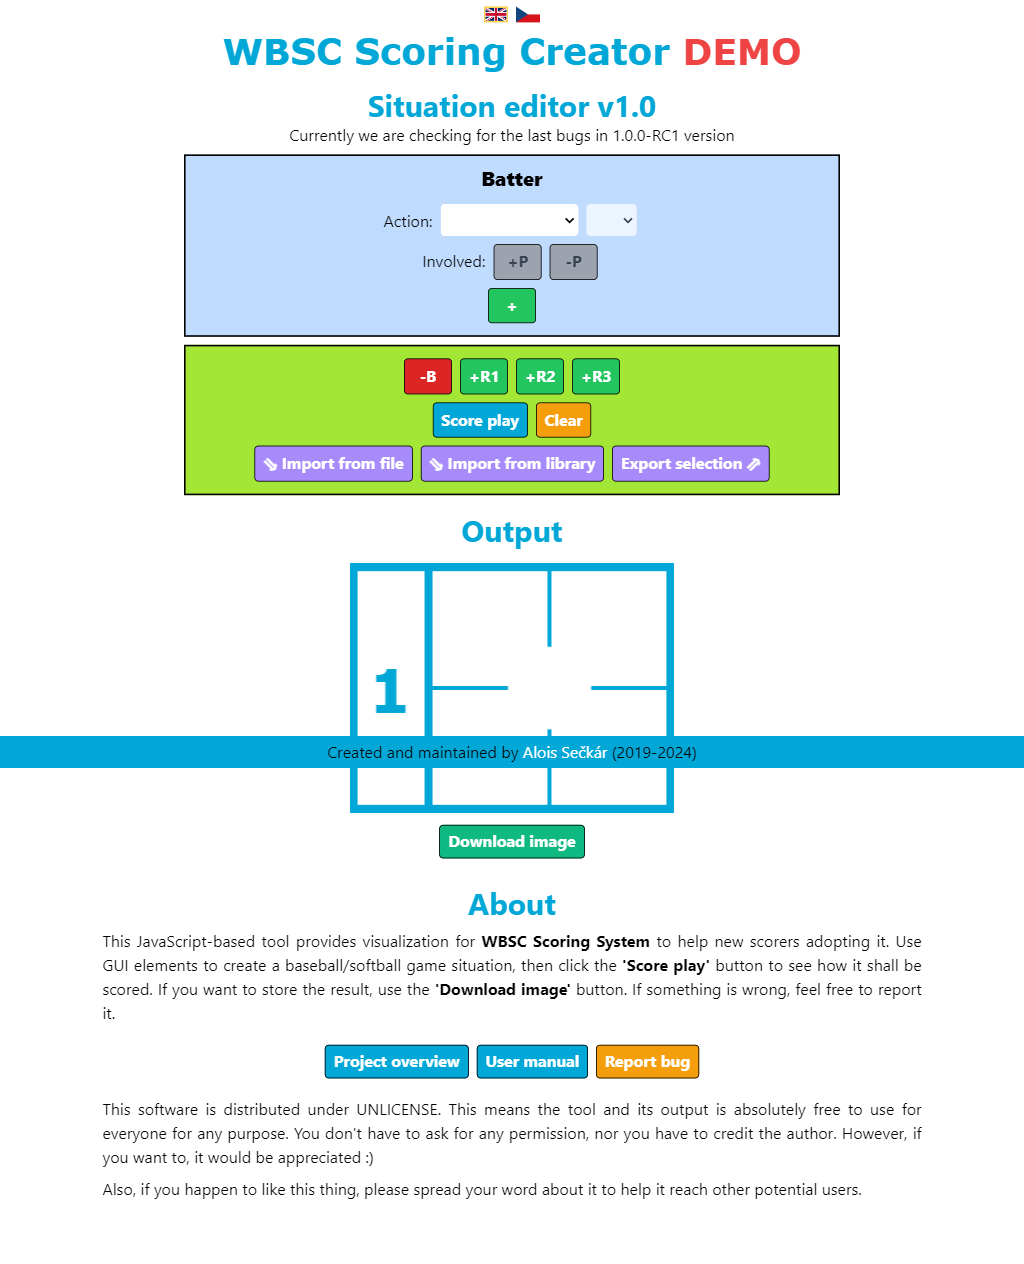 WBSC Scoring Creator DEMO
Situation editor v1.0
Currently we are checking for the last bugs in 1.0.0-RC1 version
Batter
Action:
Involved: +P -P
+
-B +R1 +R2 +R3
Score play Clear
⇘ Import from file ⇘ Import from library Export selection ⇗
Output
1
Created and maintained by Alois Sečkár (2019-2024)
Download image
About
This JavaScript-based tool provides visualization for WBSC Scoring System to help new scorers adopting it. Use
GUI elements to create a baseball/softball game situation, then click the 'Score play' button to see how it shall be
scored. If you want to store the result, use the 'Download image' button. If something is wrong, feel free to report
it.
Project overview User manual Report bug
This software is distributed under UNLICENSE. This means the tool and its output is absolutely free to use for
everyone for any purpose. You don't have to ask for any permission, nor you have to credit the author. However, if
you want to, it would be appreciated :)
Also, if you happen to like this thing, please spread your word about it to help it reach other potential users.